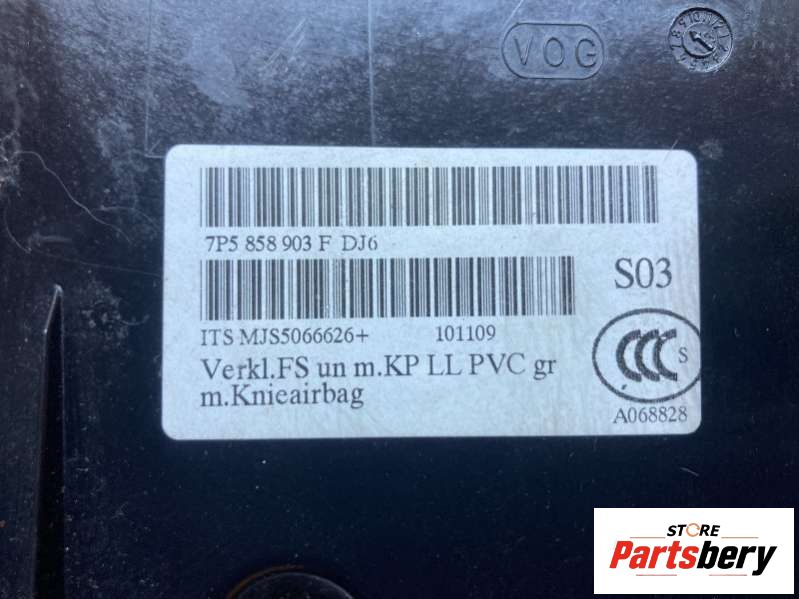 VOG
7P5 858 903 F DJ6
S03
ITS MJS5066626+ 101109
Verkl.FS un m.KP LL PVC gr
m.Knieairbag
CCC S
A068828
STORE
Partsbery